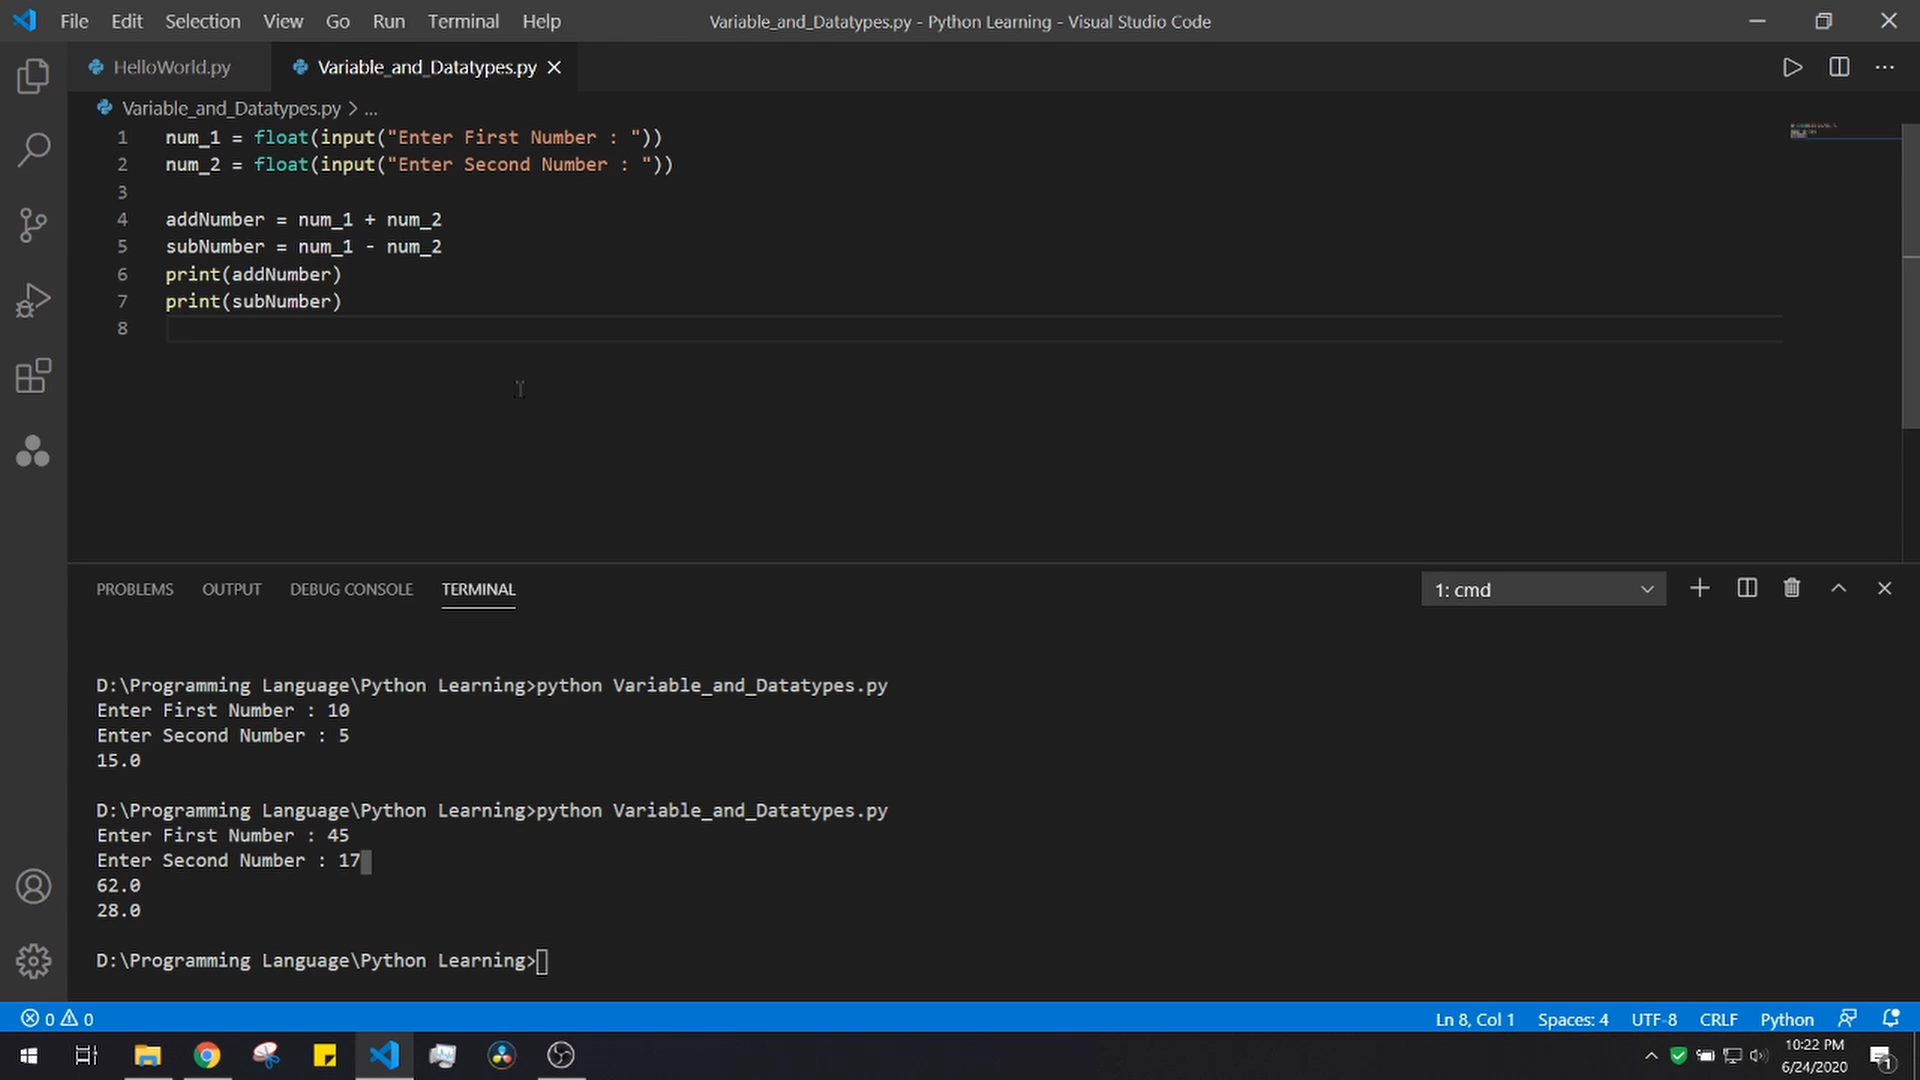 File Edit Selection View Go Run Terminal Help Variable_and_Datatypes.py - Python Learning - Visual Studio Code
HelloWorld.py Variable_and_Datatypes.py
Variable_and_Datatypes.py > ...
1 num_1 = float(input("Enter First Number : "))
2 num_2 = float(input("Enter Second Number : "))
3
4 addNumber = num_1 + num_2
5 subNumber = num_1 - num_2
6 print(addNumber)
7 print(subNumber)
8
PROBLEMS OUTPUT DEBUG CONSOLE TERMINAL 1: cmd
D:\Programming Language\Python Learning>python Variable_and_Datatypes.py
Enter First Number : 10
Enter Second Number : 5
15.0
D:\Programming Language\Python Learning>python Variable_and_Datatypes.py
Enter First Number : 45
Enter Second Number : 17
62.0
28.0
D:\Programming Language\Python Learning>
0 0 Ln 8, Col 1 Spaces: 4 UTF-8 CRLF Python
10:22 PM
6/24/2020
1